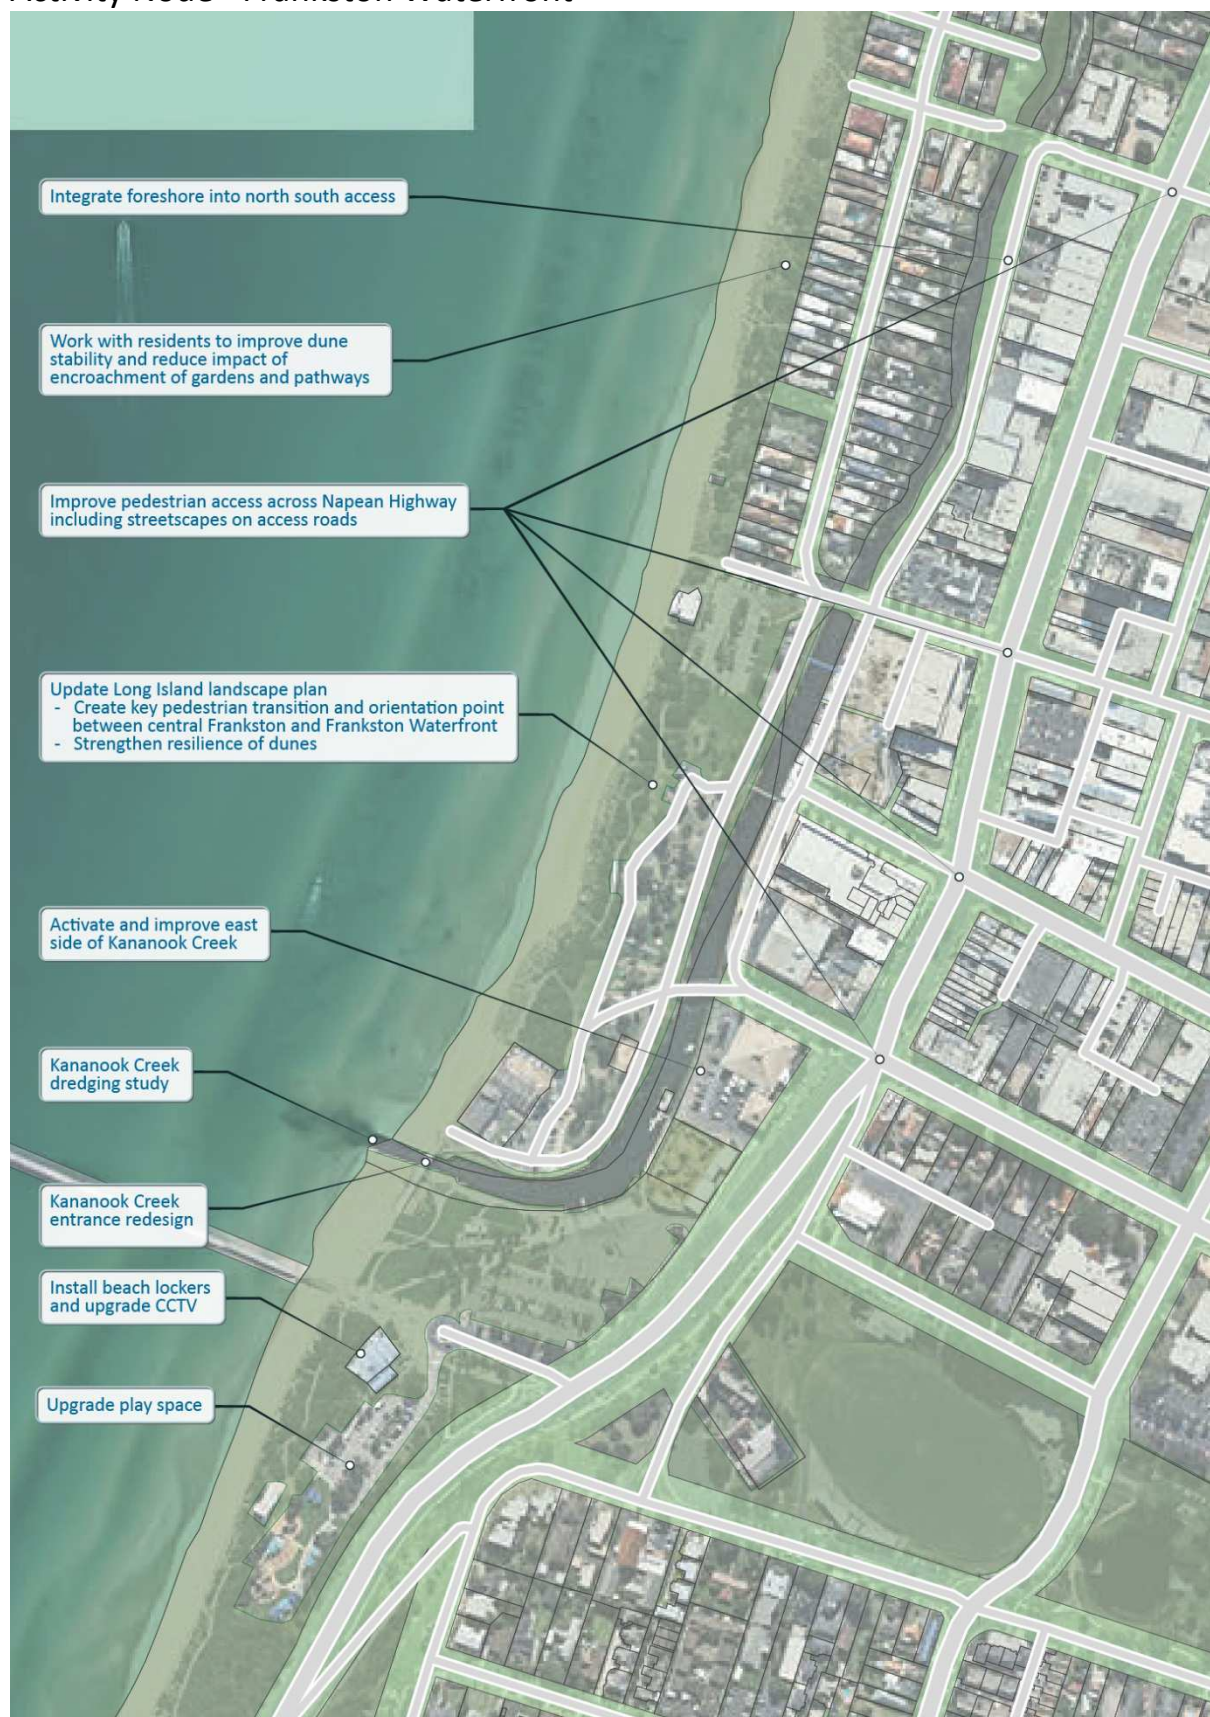 Activity Node - Frankston Waterfront
Integrate foreshore into north south access
Work with residents to improve dune
stability and reduce impact of
encroachment of gardens and pathways
Improve pedestrian access across Napean Highway
including streetscapes on access roads
Update Long Island landscape plan
- Create key pedestrian transition and orientation point
between central Frankston and Frankston Waterfront
- Strengthen resilience of dunes
Activate and improve east
side of Kananook Creek
Kananook Creek
dredging study
Kananook Creek
entrance redesign
Install beach lockers
and upgrade CCTV
Upgrade play space